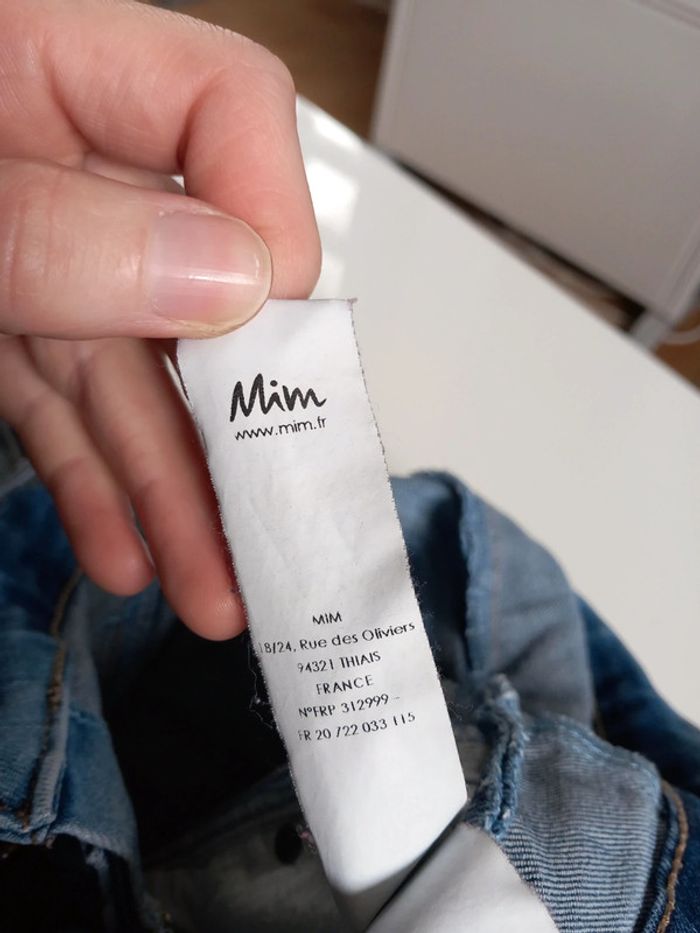 Mim
www.mim.fr
MIM
18/24, Rue des Oliviers
94321 THIAIS
FRANCE
N°FRP 312999 -
FR 20 722 033 115